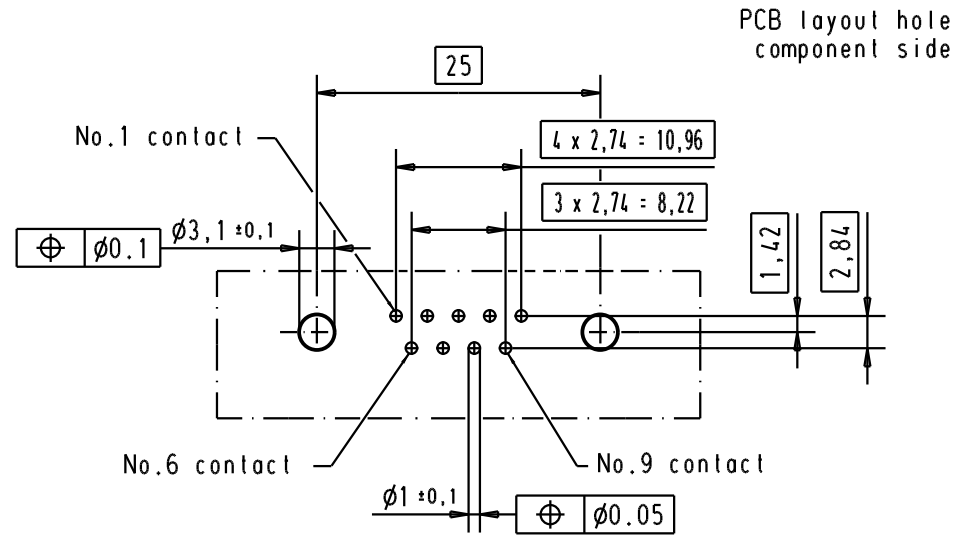 PCB layout hole
component side
25
No.1 contact
4 x 2,74 = 10,96
3 x 2,74 = 8,22
Ø3,1 ±0,1
⌖ Ø0.1
1,42
2,84
No.6 contact
No.9 contact
Ø1 ±0,1
⌖ Ø0.05